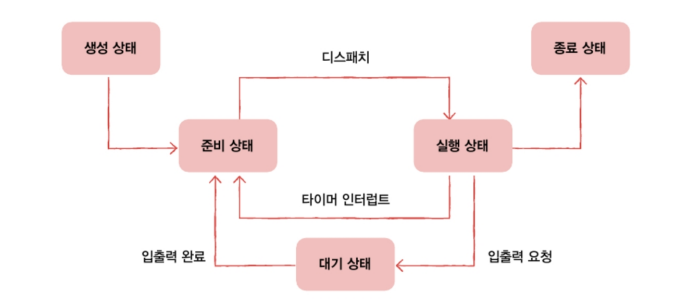 생성 상태
종료 상태
디스패치
준비 상태
실행 상태
타이머 인터럽트
입출력 완료
대기 상태
입출력 요청